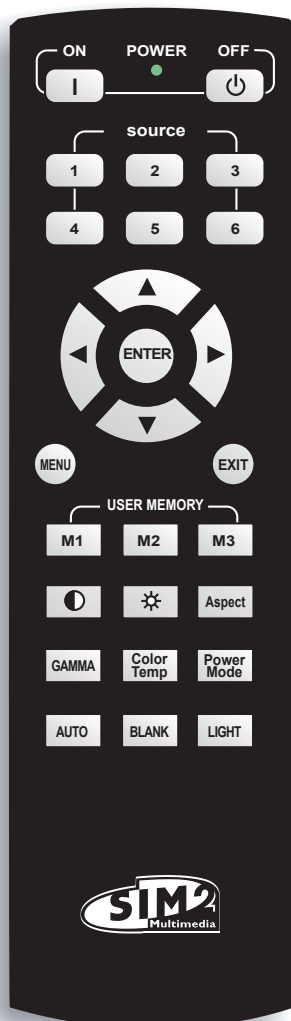 ON POWER OFF
I
source
1 2 3
4 5 6
ENTER
MENU EXIT
USER MEMORY
M1 M2 M3
Aspect
GAMMA Color Temp Power Mode
AUTO BLANK LIGHT
SIM2
Multimedia